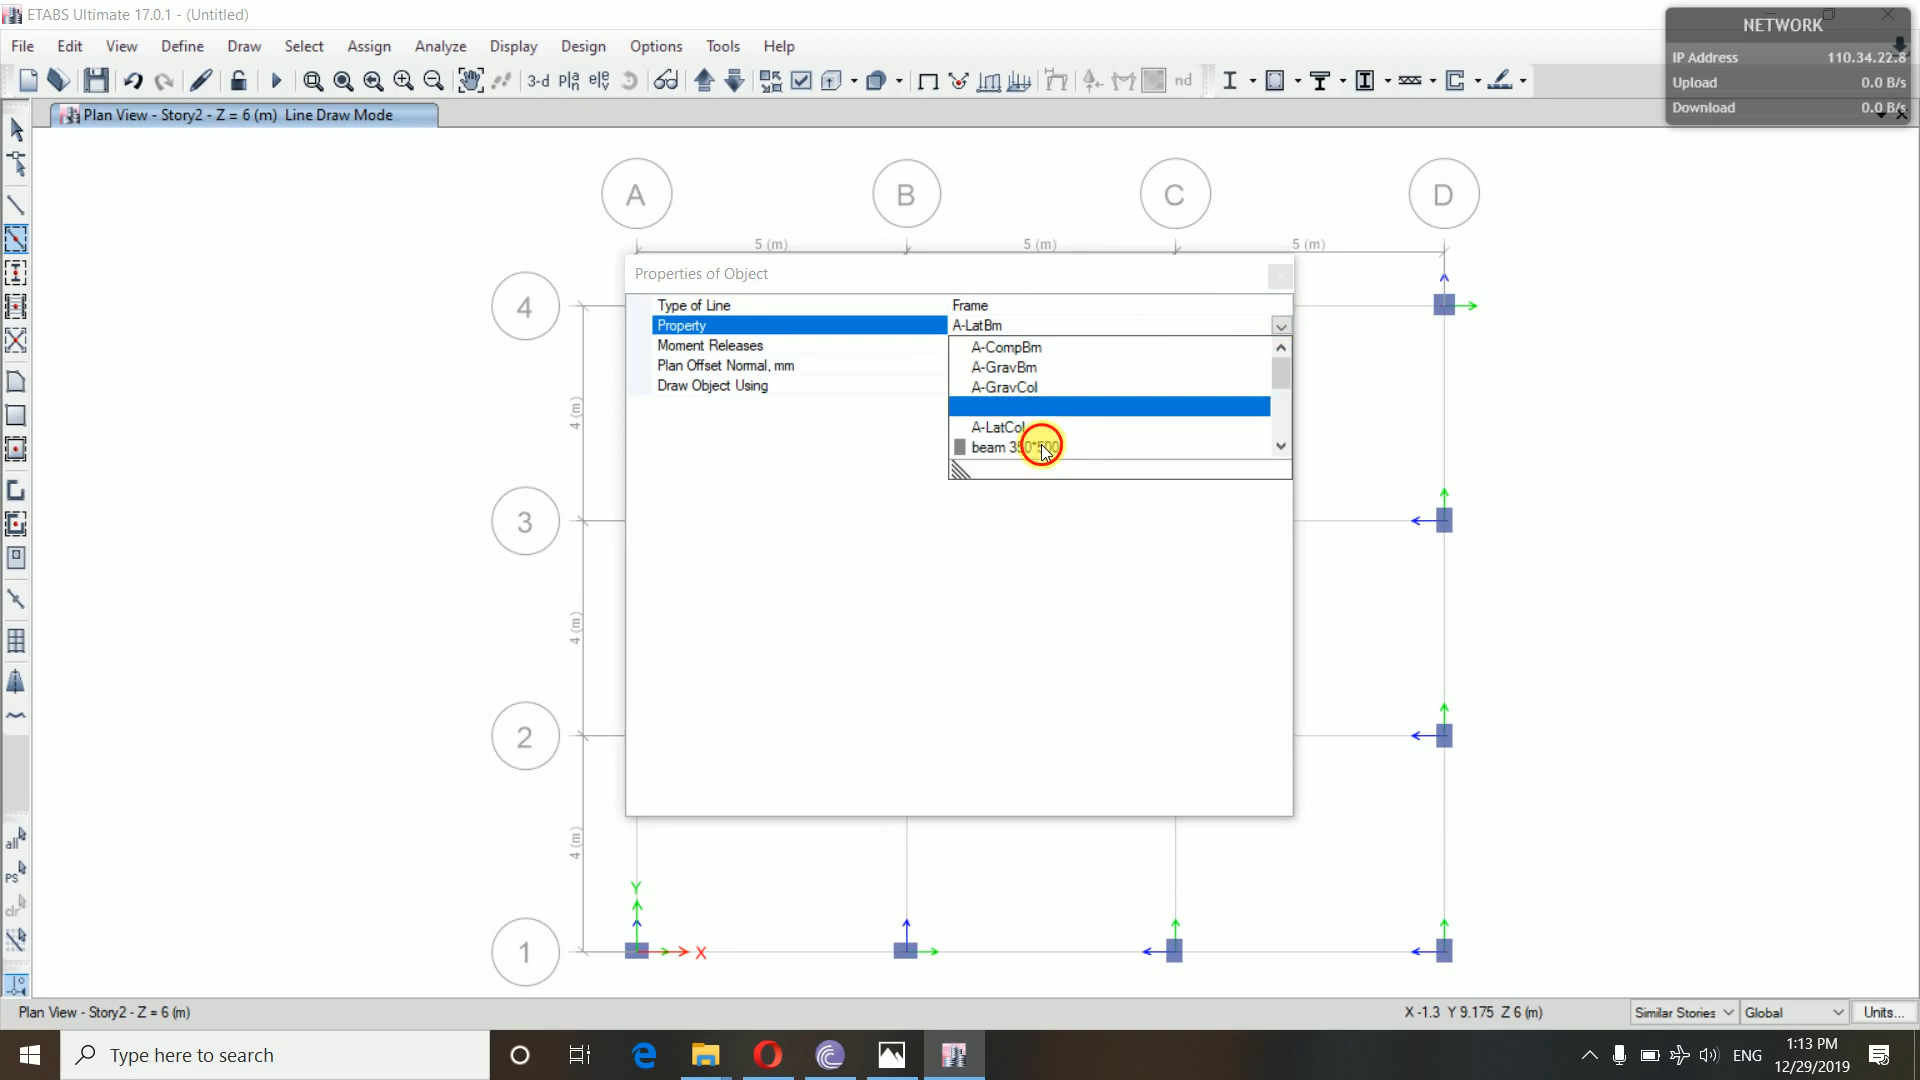 ETABS Ultimate 17.0.1 - (Untitled)
File Edit View Define Draw Select Assign Analyze Display Design Options Tools Help
NETWORK
IP Address 110.34.22.8
Upload 0.0 B/s
Download 0.0 B/s
3-d
nd
Plan View - Story2 - Z = 6 (m) Line Draw Mode
A B C D
5 (m) 5 (m) 5 (m)
Properties of Object
4
Type of Line Frame
Property A-LatBm
Moment Releases
Plan Offset Normal, mm
Draw Object Using
A-CompBm
A-GravBm
A-GravCol
A-LatCol
beam 350*500
4 (m)
3
4 (m)
2
4 (m)
all
PS
clr
Y
1
X
Plan View - Story2 - Z = 6 (m)
X -1.3 Y 9.175 Z 6 (m)
Similar Stories
Global
Units...
Type here to search
ENG
1:13 PM
12/29/2019